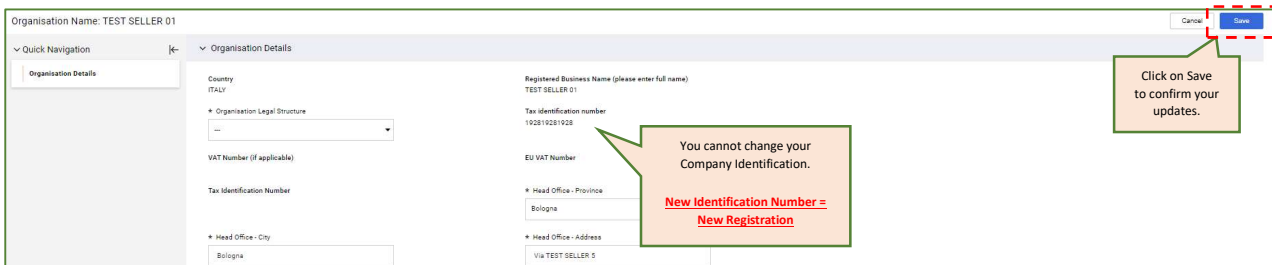 Organisation Name: TEST SELLER 01
Cancel
Save
Quick Navigation
Organisation Details
Organisation Details
Country
ITALY
Registered Business Name (please enter full name)
TEST SELLER 01
* Organisation Legal Structure
---
Tax identification number
192819281928
VAT Number (if applicable)
EU VAT Number
Tax Identification Number
* Head Office - Province
Bologna
* Head Office - City
Bologna
* Head Office - Address
Via TEST SELLER 5
You cannot change your
Company Identification.
New Identification Number =
New Registration
Click on Save
to confirm your
updates.